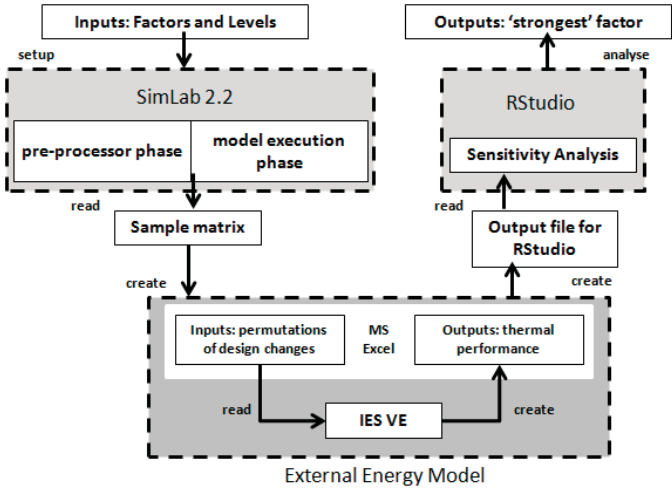 Inputs: Factors and Levels
setup
SimLab 2.2
pre-processor phase
model execution
phase
read
Sample matrix
create
Inputs: permutations
of design changes
MS
Excel
Outputs: thermal
performance
read
IES VE
create
External Energy Model
create
Output file for
RStudio
read
RStudio
Sensitivity Analysis
analyse
Outputs: ‘strongest’ factor